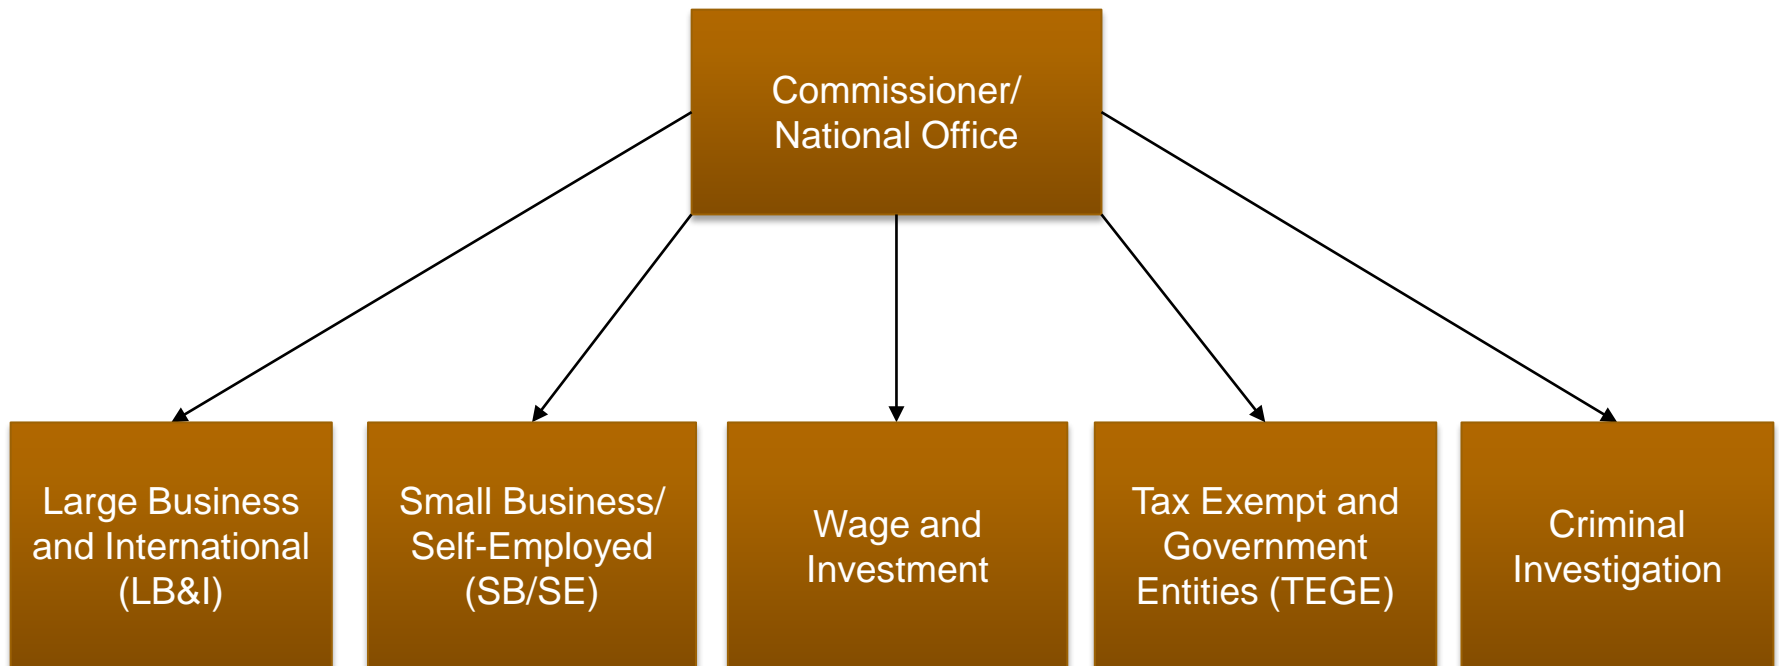 Commissioner/
National Office
Large Business
and International
(LB&I)
Small Business/
Self-Employed
(SB/SE)
Wage and
Investment
Tax Exempt and
Government
Entities (TEGE)
Criminal
Investigation